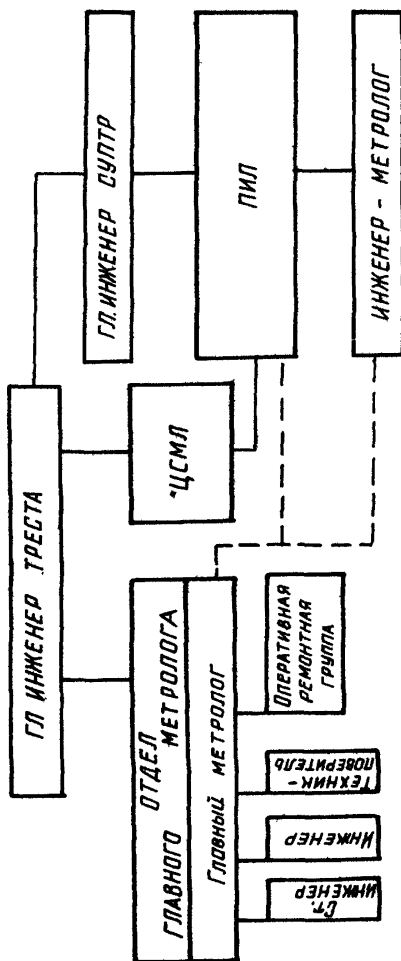 ГЛ ИНЖЕНЕР ТРЕСТА
ОТДЕЛ
ГЛАВНОГО МЕТРОЛОГА
ГЛАВНЫЙ МЕТРОЛОГ
СТ.
ИНЖЕНЕР
ИНЖЕНЕР
ТЕХНИК-
ПОВЕРИТЕЛЬ
ОПЕРАТИВНАЯ
РЕМОНТНАЯ
ГРУППА
*ЦСМЛ
ГЛ. ИНЖЕНЕР СУПТР
ПИЛ
ИНЖЕНЕР - МЕТРОЛОГ